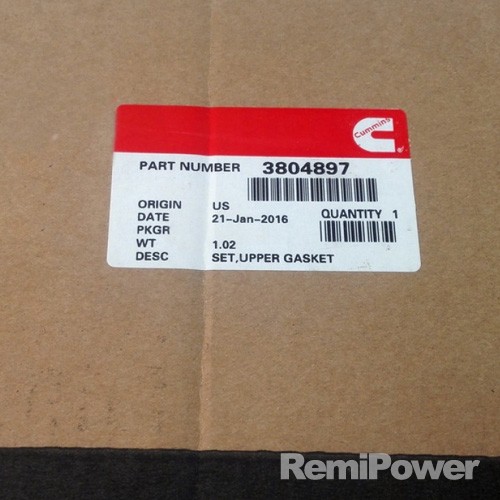 Cummins
PART NUMBER 3804897
ORIGIN US
DATE 21-Jan-2016 QUANTITY 1
PKGR
WT 1.02
DESC SET,UPPER GASKET
RemiPower